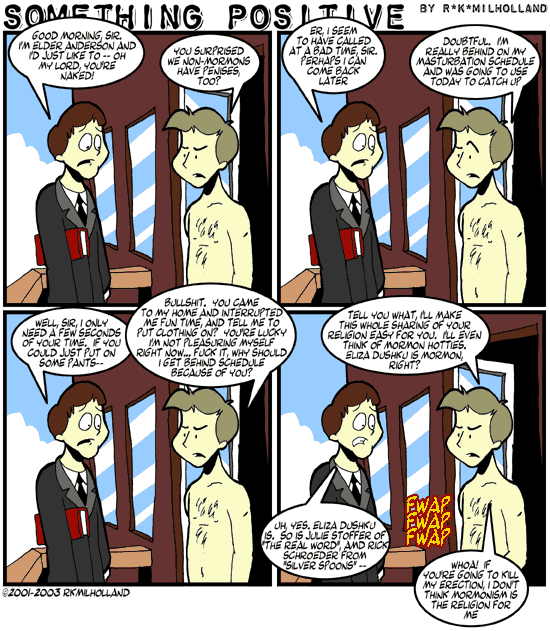 SOMETHING POSITIVE BY R*K*MILHOLLAND
GOOD MORNING, SIR.
I'M ELDER ANDERSON AND
I'D JUST LIKE TO -- OH
MY LORD, YOU'RE
NAKED!
YOU SURPRISED
WE NON-MORMONS
HAVE PENISES,
TOO?
ER, I SEEM
TO HAVE CALLED
AT A BAD TIME, SIR.
PERHAPS I CAN
COME BACK
LATER
DOUBTFUL. I'M
REALLY BEHIND ON MY
MASTURBATION SCHEDULE
AND WAS GOING TO USE
TODAY TO CATCH UP.
WELL, SIR, I ONLY
NEED A FEW SECONDS
OF YOUR TIME, IF YOU
COULD JUST PUT ON
SOME PANTS--
BULLSHIT. YOU CAME
TO MY HOME AND INTERRUPTED
ME FUN TIME, AND TELL ME TO
PUT CLOTHING ON? YOU'RE LUCKY
I'M NOT PLEASURING MYSELF
RIGHT NOW... FUCK IT, WHY SHOULD
I GET BEHIND SCHEDULE
BECAUSE OF YOU?
TELL YOU WHAT, I'LL MAKE
THIS WHOLE SHARING OF YOUR
RELIGION EASY FOR YOU. I'LL EVEN
THINK OF MORMON HOTTIES.
ELIZA DUSHKU IS MORMON,
RIGHT?
FWAP
FWAP
FWAP
UH, YES, ELIZA DUSHKU
IS. SO IS JULIE STOFFER OF
"THE REAL WORD", AND RICK
SCHROEDER FROM
"SILVER SPOONS" --
WHOA! IF
YOU'RE GOING TO KILL
MY ERECTION, I DON'T
THINK MORMONISM IS
THE RELIGION FOR
ME
©2001-2003 RKMILHOLLAND